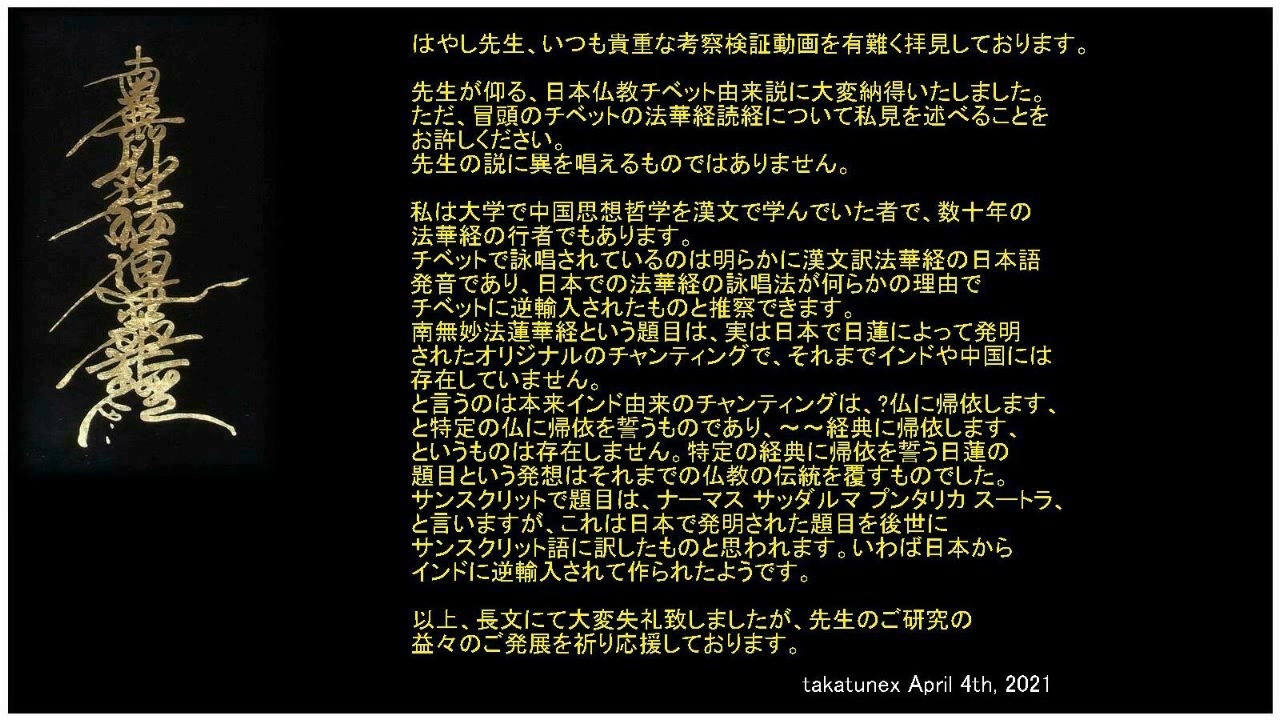 南無妙法蓮華經
はやし先生、いつも貴重な考察検証動画を有難く拝見しております。
先生が仰る、日本仏教チベット由来説に大変納得いたしました。
ただ、冒頭のチベットの法華経読経について私見を述べることを
お許しください。
先生の説に異を唱えるものではありません。
私は大学で中国思想哲学を漢文で学んでいた者で、数十年の
法華経の行者でもあります。
チベットで詠唱されているのは明らかに漢文訳法華経の日本語
発音であり、日本での法華経の詠唱法が何らかの理由で
チベットに逆輸入されたものと推察できます。
南無妙法蓮華経という題目は、実は日本で日蓮によって発明
されたオリジナルのチャンティングで、それまでインドや中国には
存在していません。
と言うのは本来インド由来のチャンティングは、?仏に帰依します、
と特定の仏に帰依を誓うものであり、～～経典に帰依します、
というものは存在しません。特定の経典に帰依を誓う日蓮の
題目という発想はそれまでの仏教の伝統を覆すものでした。
サンスクリットで題目は、ナーマス サッダルマ プンタリカ スートラ、
と言いますが、これは日本で発明された題目を後世に
サンスクリット語に訳したものと思われます。いわば日本から
インドに逆輸入されて作られたようです。
以上、長文にて大変失礼致しましたが、先生のご研究の
益々のご発展を祈り応援しております。
takatunex April 4th, 2021